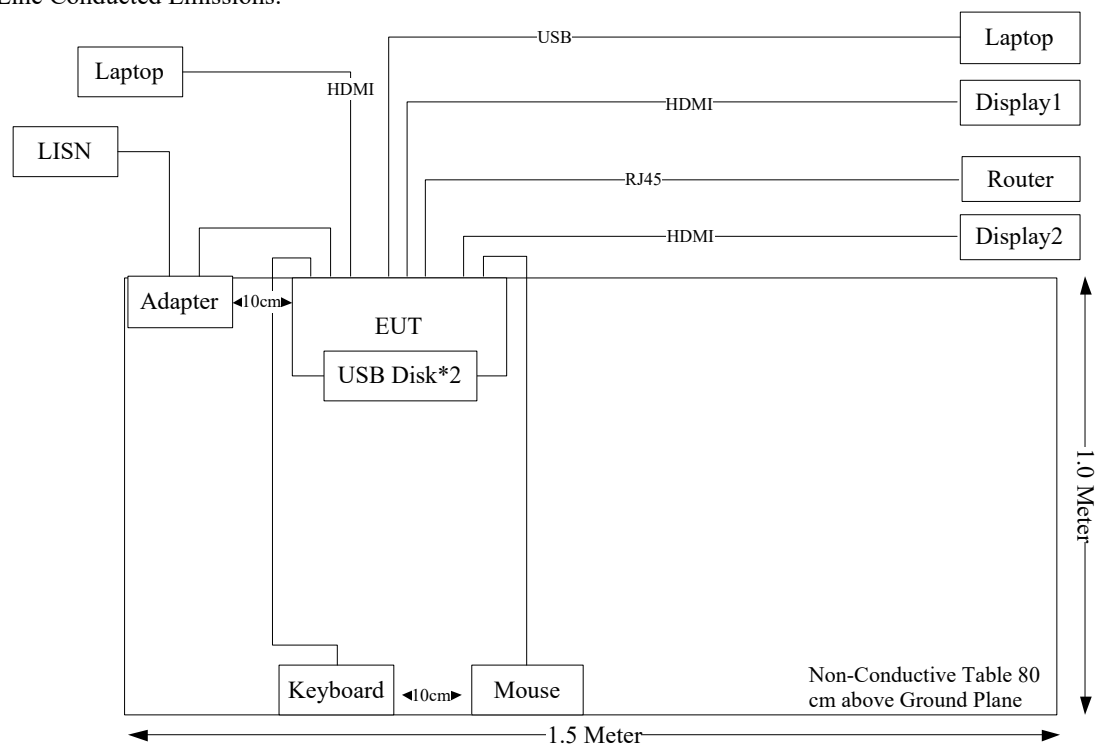 Line Conducted Emissions:
USB
Laptop
Laptop
HDMI
HDMI
Display1
LISN
RJ45
Router
HDMI
Display2
Adapter
10cm
EUT
USB Disk*2
1.0 Meter
Keyboard
10cm
Mouse
Non-Conductive Table 80
cm above Ground Plane
1.5 Meter